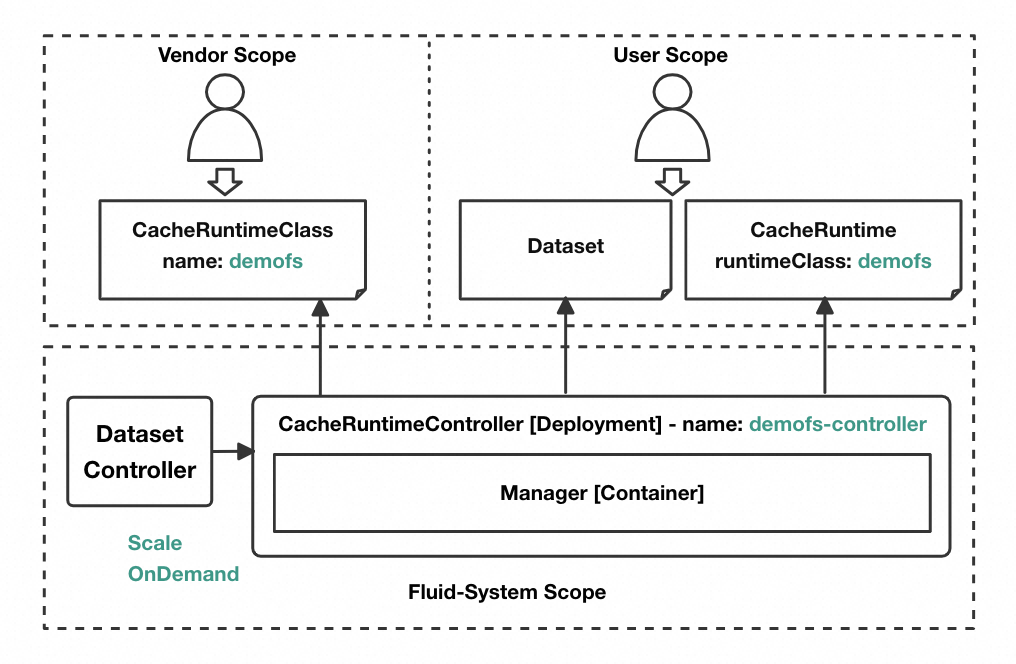 Vendor Scope
User Scope
CacheRuntimeClass
name: demofs
Dataset
CacheRuntime
runtimeClass: demofs
Dataset
Controller
CacheRuntimeController [Deployment] - name: demofs-controller
Manager [Container]
Scale
OnDemand
Fluid-System Scope